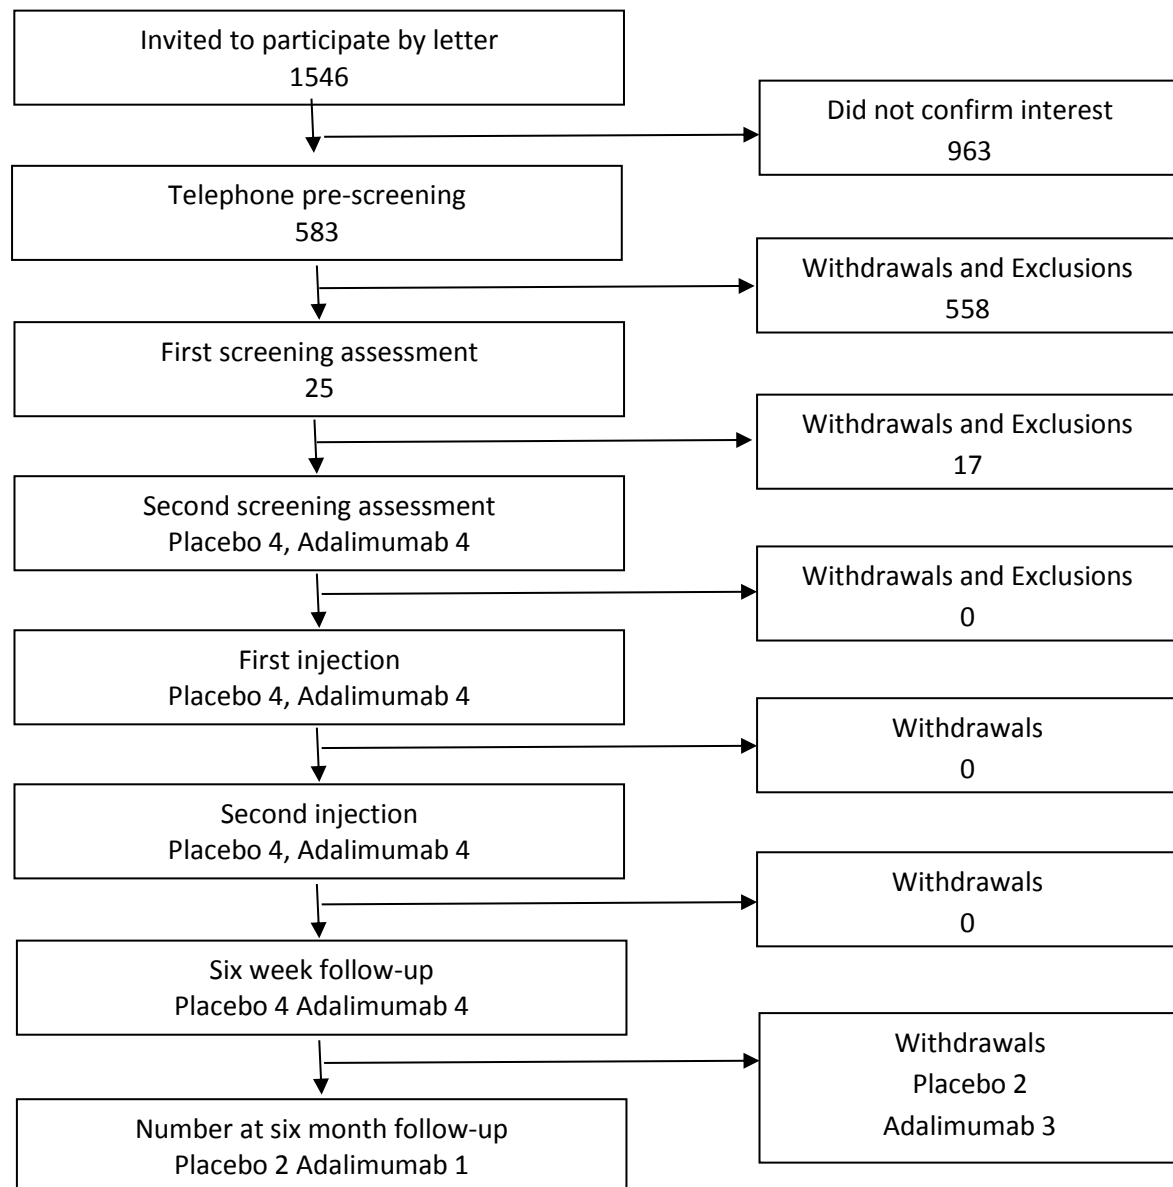 Invited to participate by letter
1546
Did not confirm interest
963
Telephone pre-screening
583
Withdrawals and Exclusions
558
First screening assessment
25
Withdrawals and Exclusions
17
Second screening assessment
Placebo 4, Adalimumab 4
Withdrawals and Exclusions
0
First injection
Placebo 4, Adalimumab 4
Withdrawals
0
Second injection
Placebo 4, Adalimumab 4
Withdrawals
0
Six week follow-up
Placebo 4 Adalimumab 4
Withdrawals
Placebo 2
Adalimumab 3
Number at six month follow-up
Placebo 2 Adalimumab 1